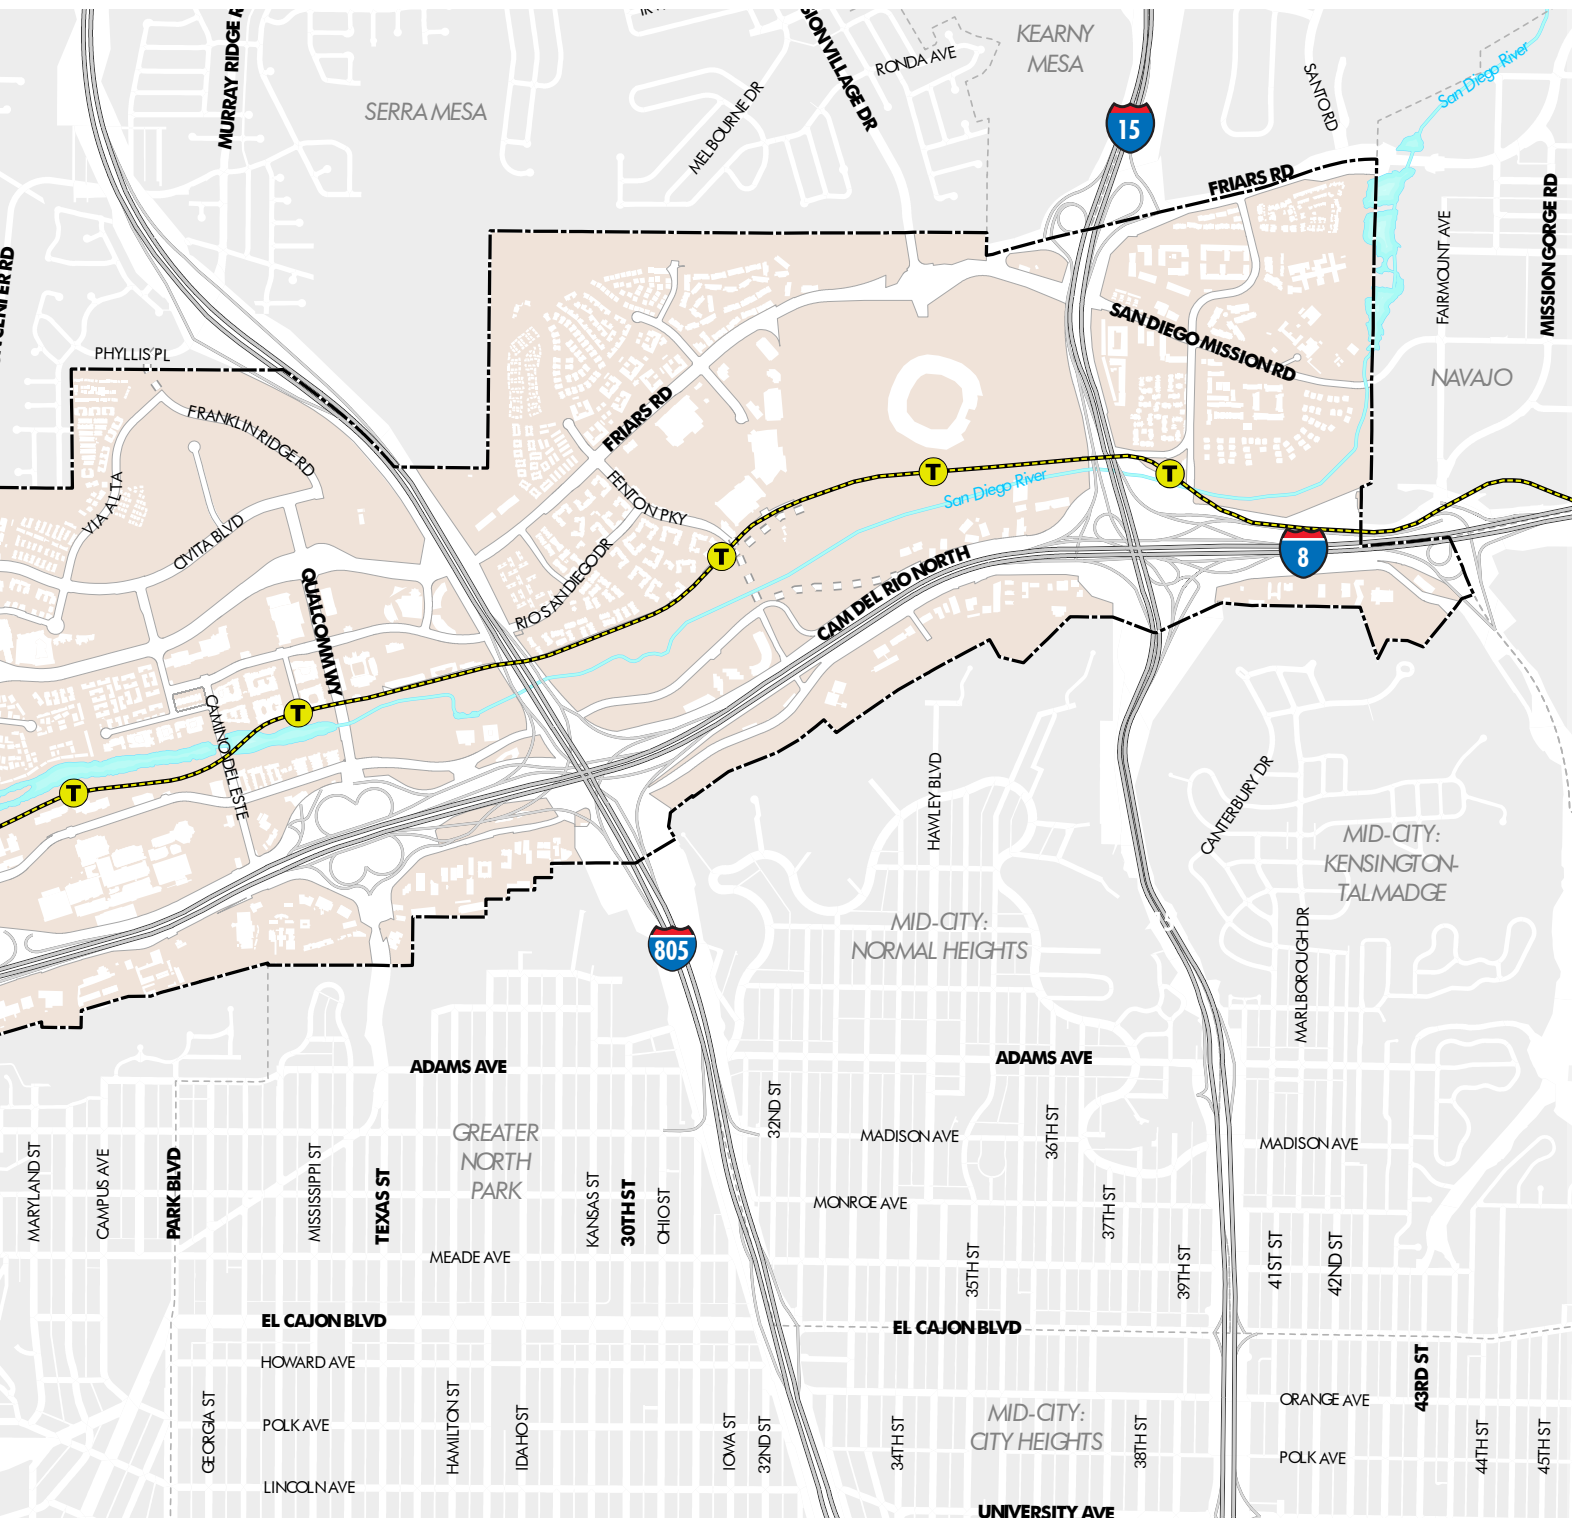 MURRAY RIDGE R
SERRA MESA
MELBOURNE DR
SION VILLAGE DR
RONDA AVE
KEARNY
MESA
15
SANTO RD
San Diego River
FRIARS RD
FAIRMOUNT AVE
MISSION GORGE RD
NAVAJO
CENTER RD
PHYLLIS PL
FRANKLIN RIDGE RD
VIA ALTA
CIVITA BLVD
QUALCOMM WY
FRIARS RD
FENTON PKY
RIO SAN DIEGO DR
SAN DIEGO MISSION RD
T
T
T
T
T
San Diego River
8
CAM DEL RIO NORTH
CAMINO DEL ESTE
HAWLEY BLVD
CANTERBURY DR
MID-CITY:
KENSINGTON-
TALMADGE
MARLBOROUGH DR
MID-CITY:
NORMAL HEIGHTS
805
ADAMS AVE
ADAMS AVE
GREATER
NORTH
PARK
MARYLAND ST
CAMPUS AVE
PARK BLVD
MISSISSIPPI ST
TEXAS ST
KANSAS ST
30TH ST
OHIO ST
32ND ST
MADISON AVE
36TH ST
MADISON AVE
MONROE AVE
37TH ST
MEADE AVE
35TH ST
39TH ST
41ST ST
42ND ST
EL CAJON BLVD
EL CAJON BLVD
HOWARD AVE
GEORGIA ST
POLK AVE
HAMILTON ST
IDAHO ST
IOWA ST
32ND ST
34TH ST
MID-CITY:
CITY HEIGHTS
38TH ST
ORANGE AVE
43RD ST
POLK AVE
44TH ST
45TH ST
LINCOLN AVE
UNIVERSITY AVE